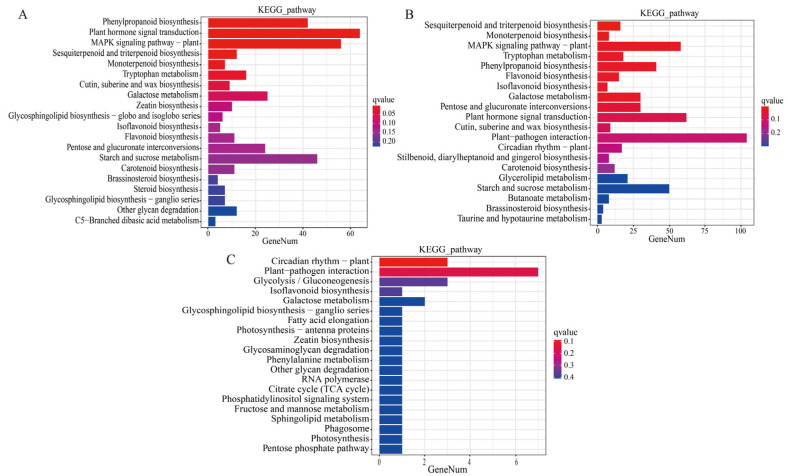 A
KEGG_pathway
Phenylpropanoid biosynthesis
Plant hormone signal transduction
MAPK signaling pathway − plant
Sesquiterpenoid and triterpenoid biosynthesis
Monoterpenoid biosynthesis
Tryptophan metabolism
Cutin, suberine and wax biosynthesis
Galactose metabolism
Zeatin biosynthesis
Glycosphingolipid biosynthesis − globo and isoglobo series
Isoflavonoid biosynthesis
Flavonoid biosynthesis
Pentose and glucuronate interconversions
Starch and sucrose metabolism
Carotenoid biosynthesis
Brassinosteroid biosynthesis
Steroid biosynthesis
Glycosphingolipid biosynthesis − ganglio series
Other glycan degradation
C5−Branched dibasic acid metabolism
0 20 40 60
GeneNum
qvalue
0.05
0.10
0.15
0.20
B
KEGG_pathway
Sesquiterpenoid and triterpenoid biosynthesis
Monoterpenoid biosynthesis
MAPK signaling pathway − plant
Tryptophan metabolism
Phenylpropanoid biosynthesis
Flavonoid biosynthesis
Isoflavonoid biosynthesis
Galactose metabolism
Pentose and glucuronate interconversions
Plant hormone signal transduction
Cutin, suberine and wax biosynthesis
Plant−pathogen interaction
Circadian rhythm − plant
Stilbenoid, diarylheptanoid and gingerol biosynthesis
Carotenoid biosynthesis
Glycerolipid metabolism
Starch and sucrose metabolism
Butanoate metabolism
Brassinosteroid biosynthesis
Taurine and hypotaurine metabolism
0 25 50 75 100
GeneNum
qvalue
0.1
0.2
C
KEGG_pathway
Circadian rhythm − plant
Plant−pathogen interaction
Glycolysis / Gluconeogenesis
Isoflavonoid biosynthesis
Galactose metabolism
Glycosphingolipid biosynthesis − ganglio series
Fatty acid elongation
Photosynthesis − antenna proteins
Zeatin biosynthesis
Glycosaminoglycan degradation
Phenylalanine metabolism
Other glycan degradation
RNA polymerase
Citrate cycle (TCA cycle)
Phosphatidylinositol signaling system
Fructose and mannose metabolism
Sphingolipid metabolism
Phagosome
Photosynthesis
Pentose phosphate pathway
0 2 4 6
GeneNum
qvalue
0.1
0.2
0.3
0.4